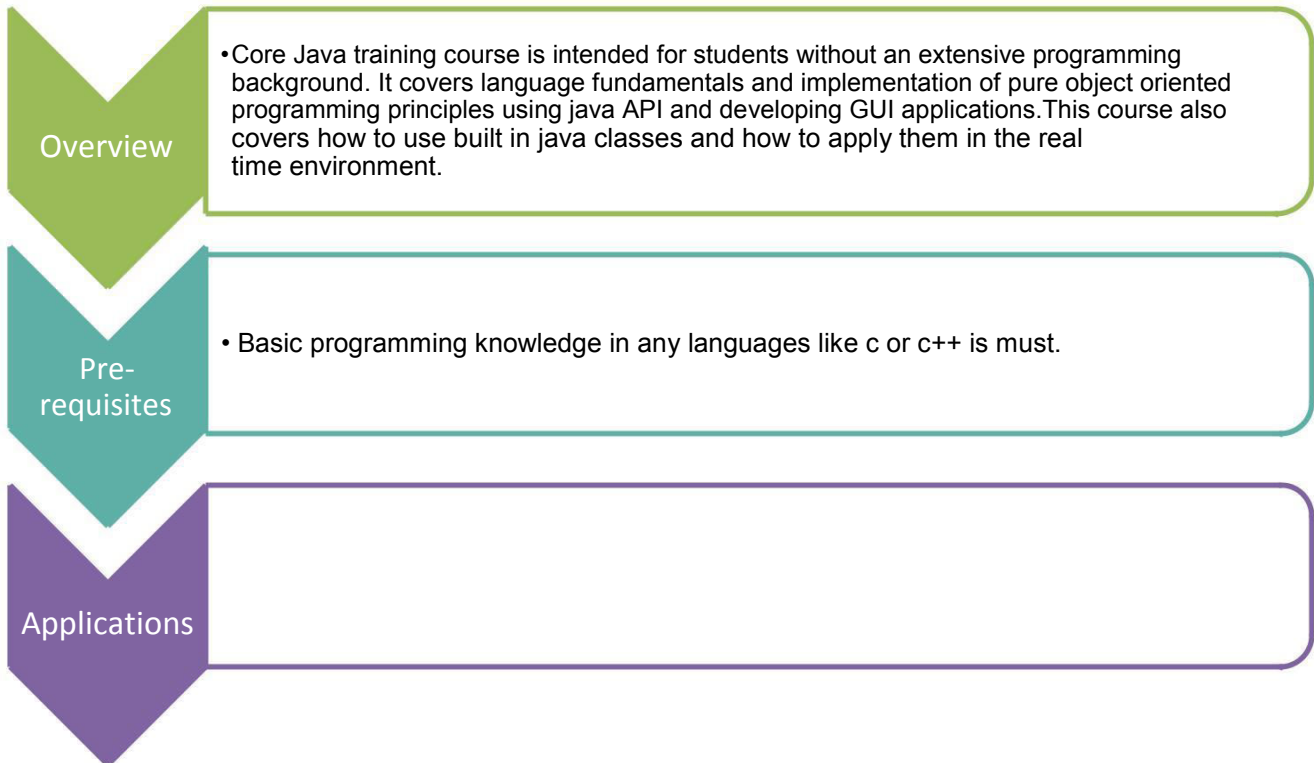 Overview
•Core Java training course is intended for students without an extensive programming
background. It covers language fundamentals and implementation of pure object oriented
programming principles using java API and developing GUI applications.This course also
covers how to use built in java classes and how to apply them in the real
time environment.
Pre-
requisites
• Basic programming knowledge in any languages like c or c++ is must.
Applications